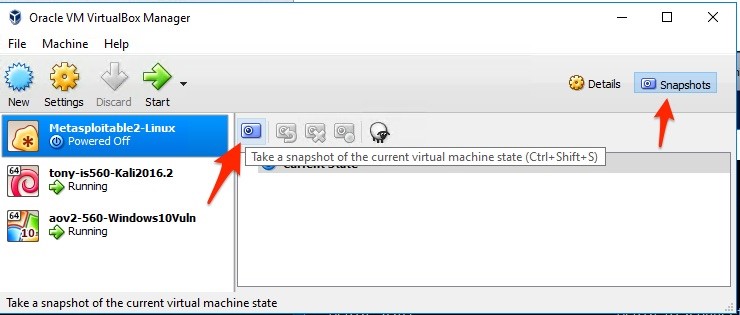 Oracle VM VirtualBox Manager
File Machine Help
New Settings Discard Start
Details Snapshots
Metasploitable2-Linux
Powered Off
64 tony-is560-Kali2016.2
Running
64 aov2-560-Windows10Vuln
10 Running
Take a snapshot of the current virtual machine state (Ctrl+Shift+S)
Current State
Take a snapshot of the current virtual machine state